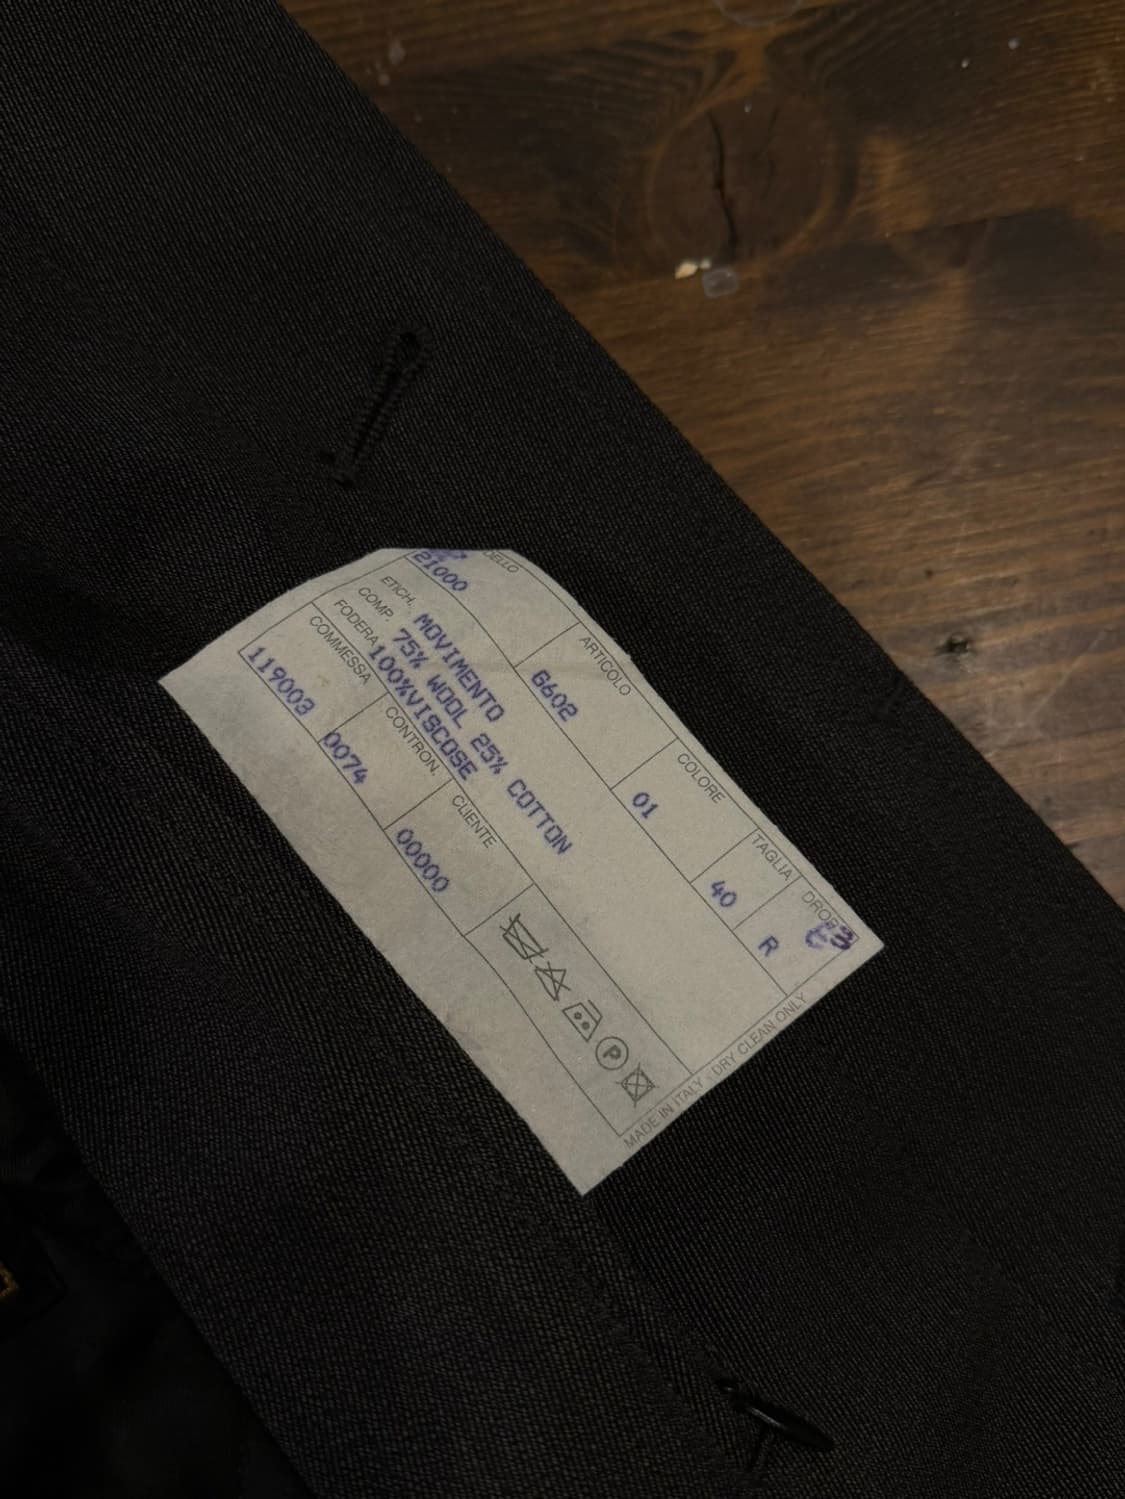 21000
ARTICOLO
6602
COLORE
01
TAGLIA
40
R
ETICH. MOVIMENTO
COMP. 75% WOOL 25% COTTON
FODERA 100%VISCOSE
COMMESSA
119003
0074
CONTRON.
00000
CLIENTE
P
MADE IN ITALY - DRY CLEAN ONLY